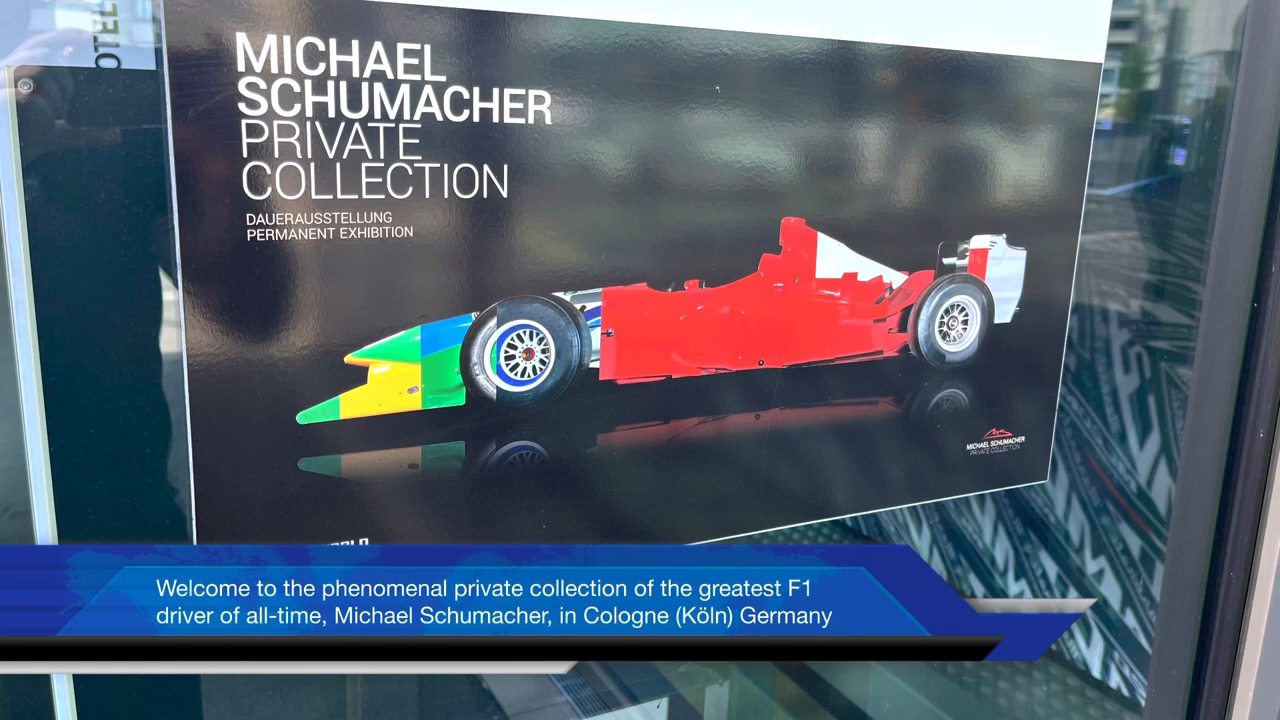 OTEL
MICHAEL
SCHUMACHER
PRIVATE
COLLECTION
DAUERAUSSTELLUNG
PERMANENT EXHIBITION
MICHAEL SCHUMACHER
PRIVATE COLLECTION
Welcome to the phenomenal private collection of the greatest F1
driver of all-time, Michael Schumacher, in Cologne (Köln) Germany